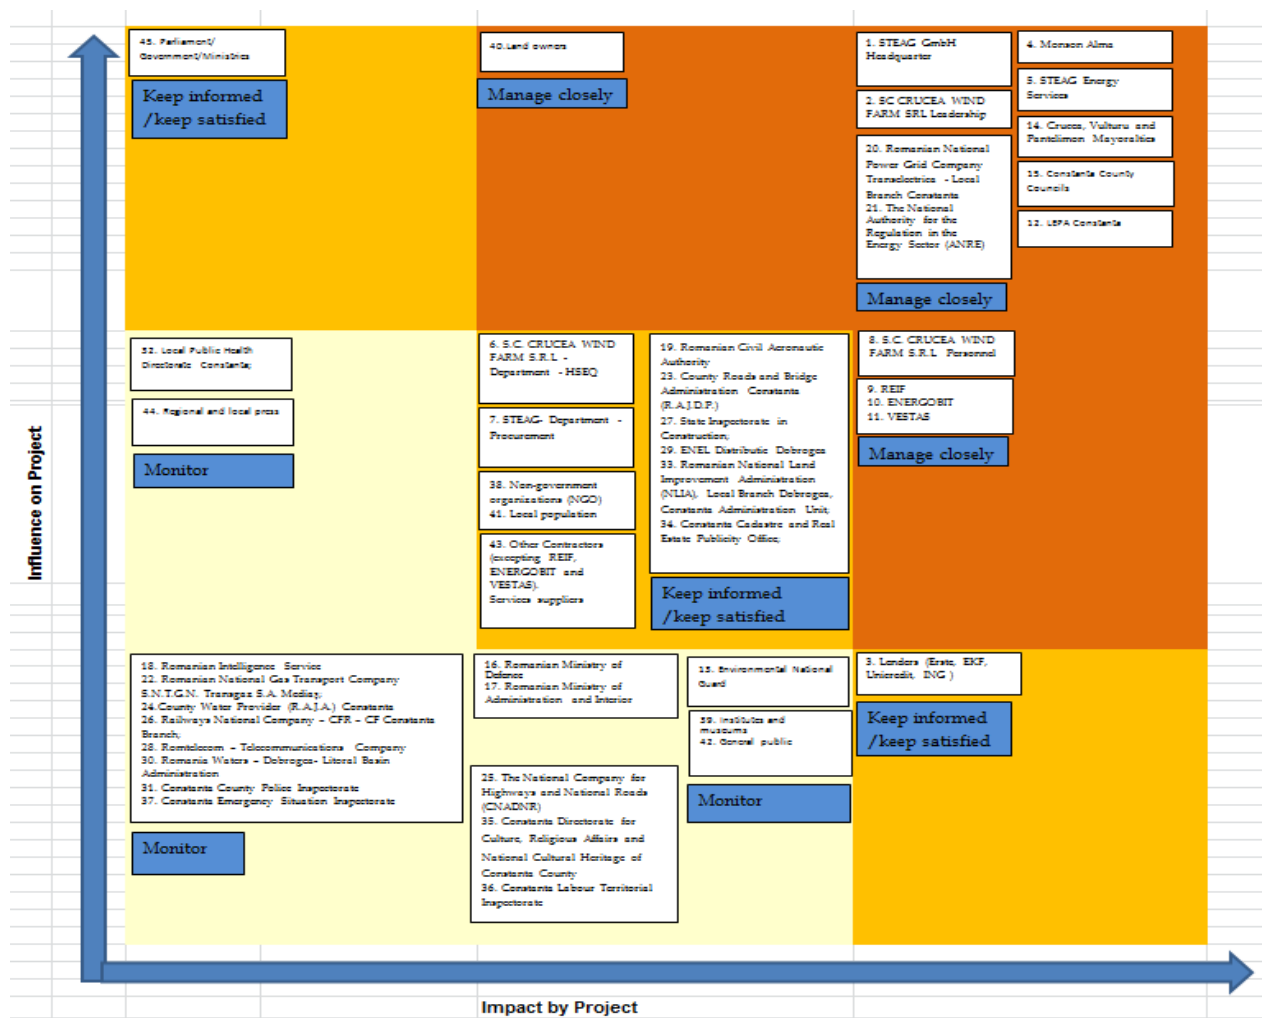 45. Parliament/
Government/Ministries
Keep informed
/keep satisfied
40.Land owners
Manage closely
1. STEAG GmbH
Headquarter
2. SC CRUCEA WIND
FARM SRL Leadership
20. Romanian National
Power Grid Company
Transelectrica - Local
Branch Constanta
21. The National
Authority for the
Regulation in the
Energy Sector (ANRE)
Manage closely
4. Monson Alma
5. STEAG Energy
Services
14. Crucea, Vulturu and
Pantelimon Mayoralties
15. Constanta County
Councils
12. LEPA Constanta
32. Local Public Health
Directorate Constanta;
44. Regional and local press
Monitor
6. S.C. CRUCEA WIND
FARM S.R.L -
Department - HSEQ
7. STEAG- Department -
Procurement
38. Non-government
organizations (NGO)
41. Local population
43. Other Contractors
(excepting REIF,
ENERGOBIT and
VESTAS).
Services suppliers
19. Romanian Civil Aeronautic
Authority
23. County Roads and Bridge
Administration Constanta
(R.A.J.D.P.)
27. State Inspectorate in
Construction;
29. ENEL Distributie Dobrogea
33. Romanian National Land
Improvement Administration
(NLIA), Local Branch Dobrogea,
Constanta Administration Unit;
34. Constanta Cadastre and Real
Estate Publicity Office;
Keep informed
/keep satisfied
8. S.C. CRUCEA WIND
FARM S.R.L Personnel
9. REIF
10. ENERGOBIT
11. VESTAS
Manage closely
Influence on Project
18. Romanian Intelligence Service
22. Romanian National Gas Transport Company
S.N.T.G.N. Transgaz S.A. Mediaş;
24.County Water Provider (R.A.J.A.) Constanta
26. Railways National Company – CFR – CF Constanta
Branch;
28. Romtelecom – Telecommunications Company
30. Romania Waters – Dobrogea- Litoral Basin
Administration
31. Constanta County Police Inspectorate
37. Constanta Emergency Situation Inspectorate
Monitor
16. Romanian Ministry of
Defence
17. Romanian Ministry of
Administration and Interior
25. The National Company for
Highways and National Roads
(CNADNR)
35. Constanta Directorate for
Culture, Religious Affairs and
National Cultural Heritage of
Constanta County
36. Constanta Labour Territorial
Inspectorate
13. Environmental National
Guard
39. Institutes and
museums
42. General public
Monitor
3. Lenders (Erste, EKF,
Unicredit, ING )
Keep informed
/keep satisfied
Impact by Project